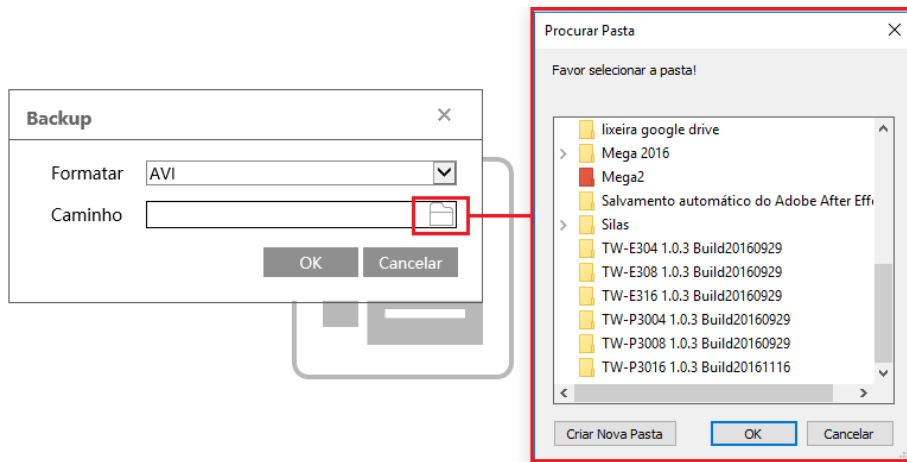 Backup
Formatar
AVI
Caminho
OK
Cancelar
Procurar Pasta
Favor selecionar a pasta!
lixeira google drive
Mega 2016
Mega2
Salvamento automático do Adobe After Effe
Silas
TW-E304 1.0.3 Build20160929
TW-E308 1.0.3 Build20160929
TW-E316 1.0.3 Build20160929
TW-P3004 1.0.3 Build20160929
TW-P3008 1.0.3 Build20160929
TW-P3016 1.0.3 Build20161116
Criar Nova Pasta
OK
Cancelar